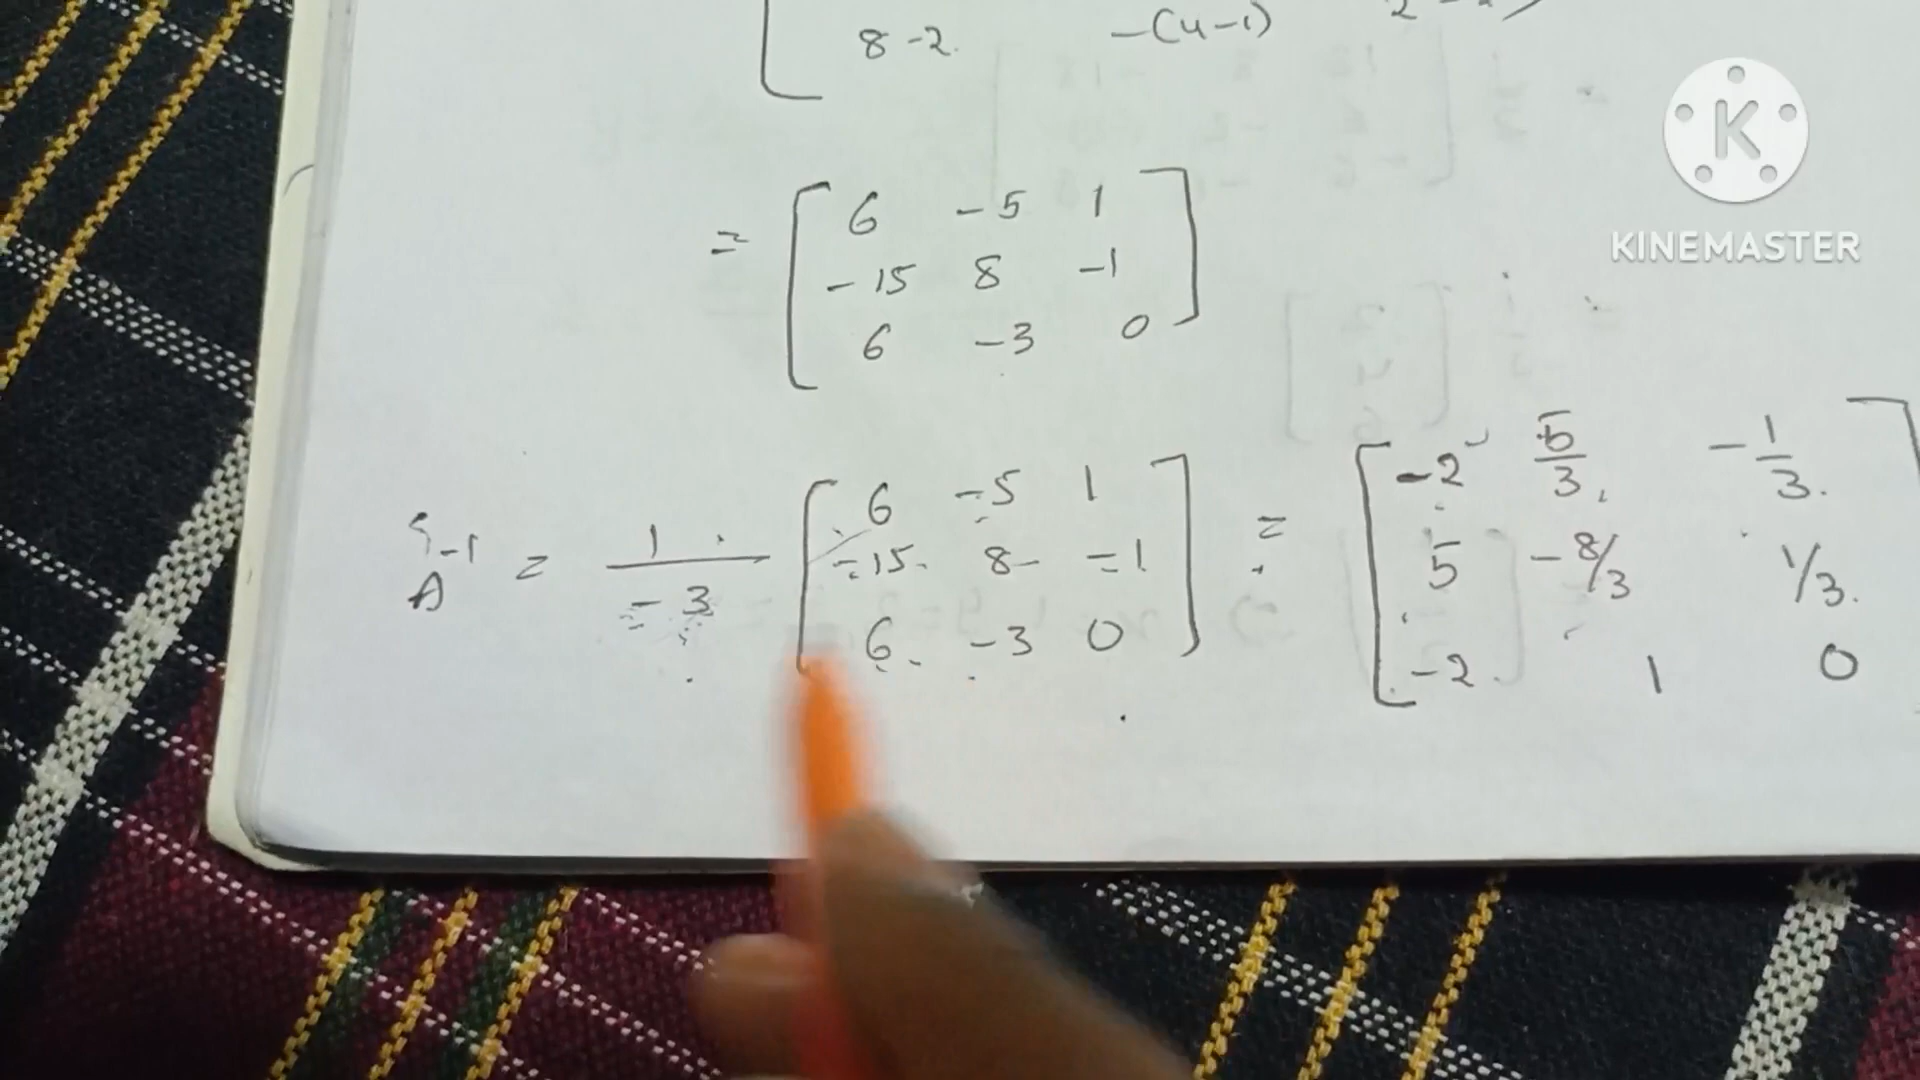 8-2. -(4-1)
= [ 6 -5 1
-15 8 -1
6 -3 0 ]
A-1 = 1/-3 [ 6 -5 1 = [ -2 5/3 -1/3
-15 8 -1 5 -8/3 1/3
6 -3 0 ] -2 1 0 ]
K
KINEMASTER